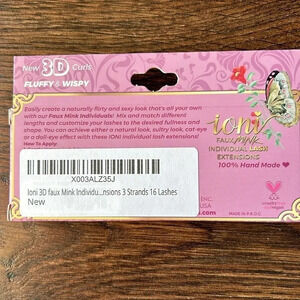 New 3D Curls
FLUFFY & WISPY
Easily create a naturally flirty and sexy look that's all your own
with our Faux Mink Individuals! Mix and match different
lengths and customize your lashes to the desired fullness and
shape. You can achieve either a natural look, sultry look, cat-eye
or a doll-eye effect with these IONI individual lash extensions!
How To Apply:
ioni
FAUX MINK
INDIVIDUAL LASH
EXTENSIONS
100% Hand Made
X003ALZ35J
Ioni 3D faux Mink Individu...nsions 3 Strands 16 Lashes
New
USA
MADE IN P.R.O.C